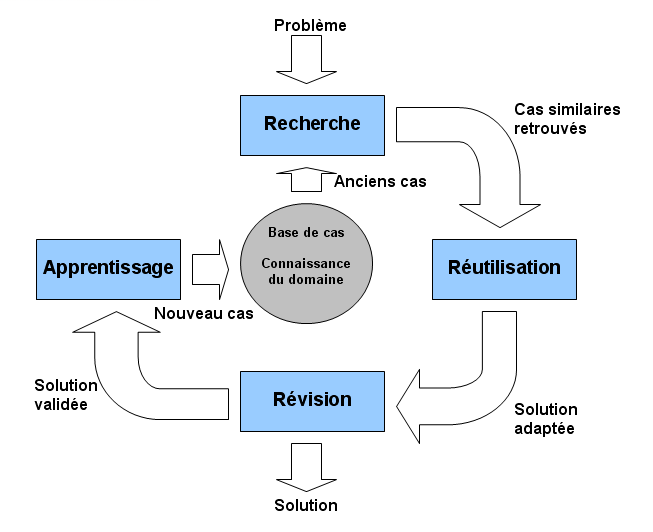 Problème
Recherche
Cas similaires
retrouvés
Anciens cas
Base de cas
Connaissance
du domaine
Apprentissage
Réutilisation
Nouveau cas
Solution
validée
Révision
Solution
adaptée
Solution